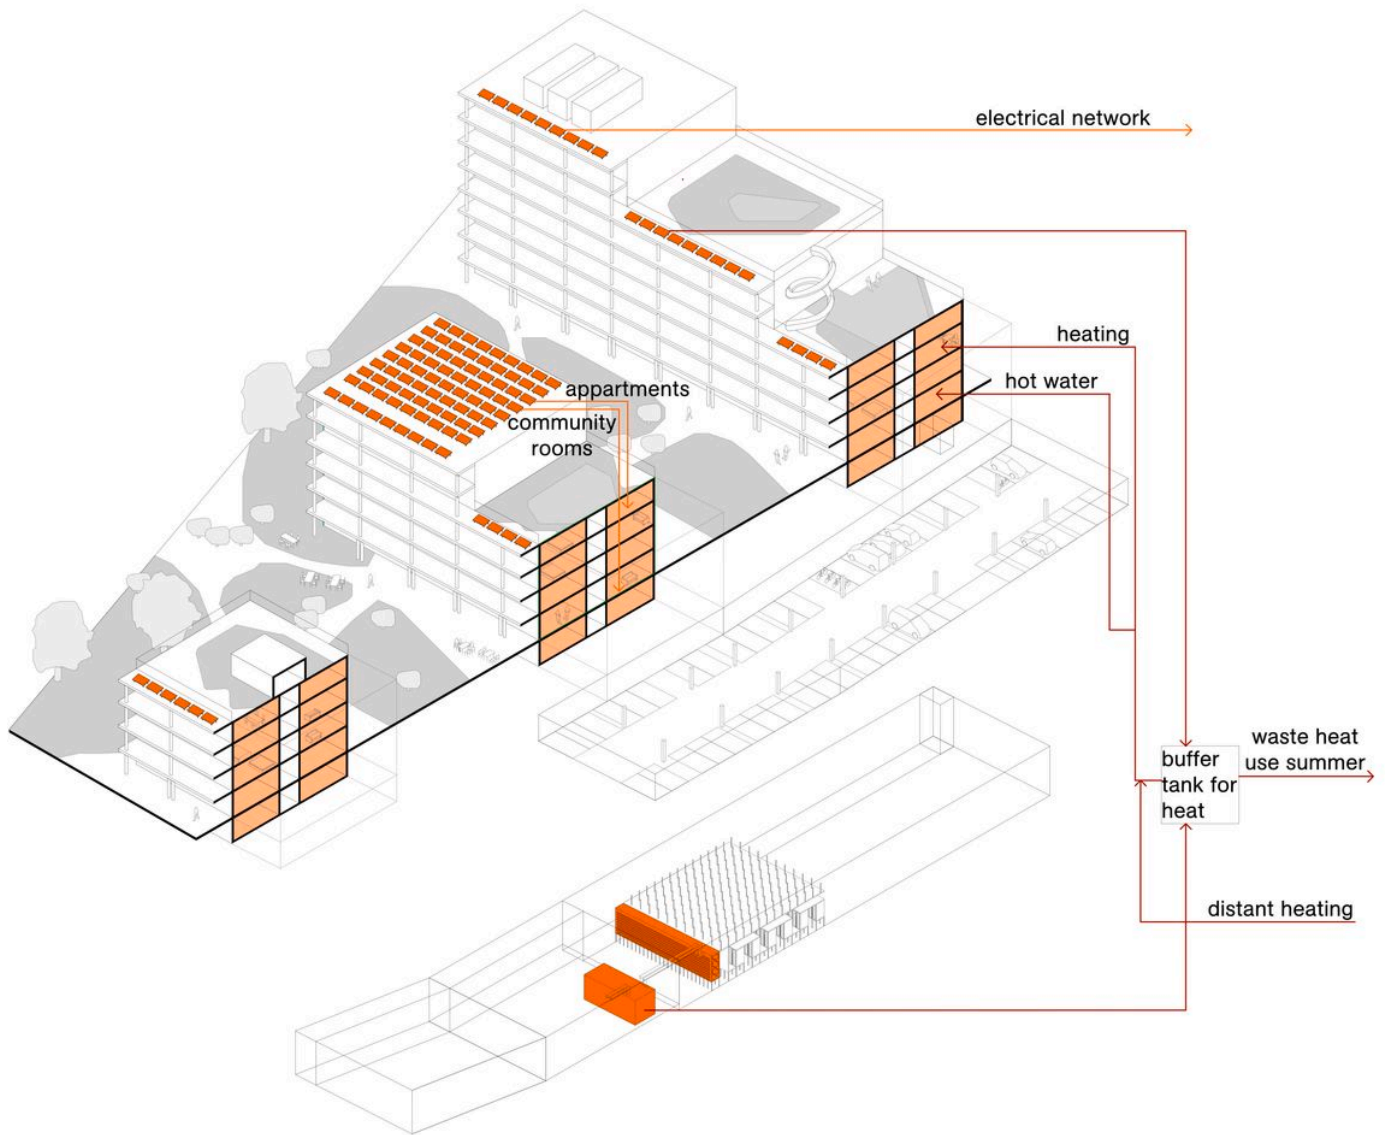 electrical network
heating
hot water
appartments
community
rooms
buffer
tank for
heat
waste heat
use summer
distant heating